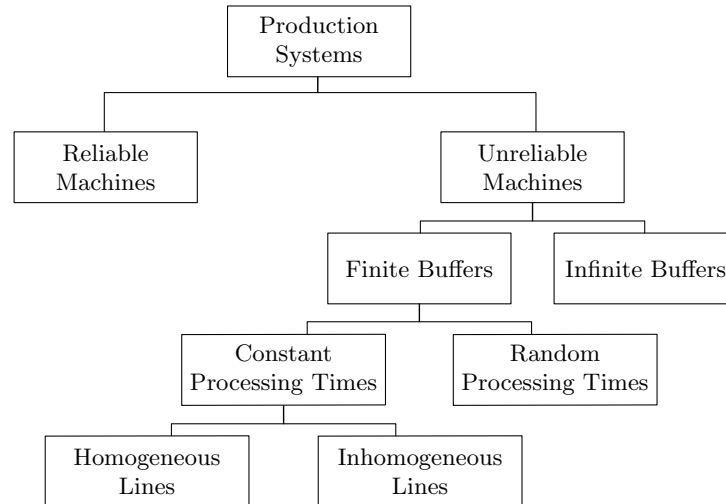 Production
Systems
Reliable
Machines
Unreliable
Machines
Finite Buffers
Infinite Buffers
Constant
Processing Times
Random
Processing Times
Homogeneous
Lines
Inhomogeneous
Lines